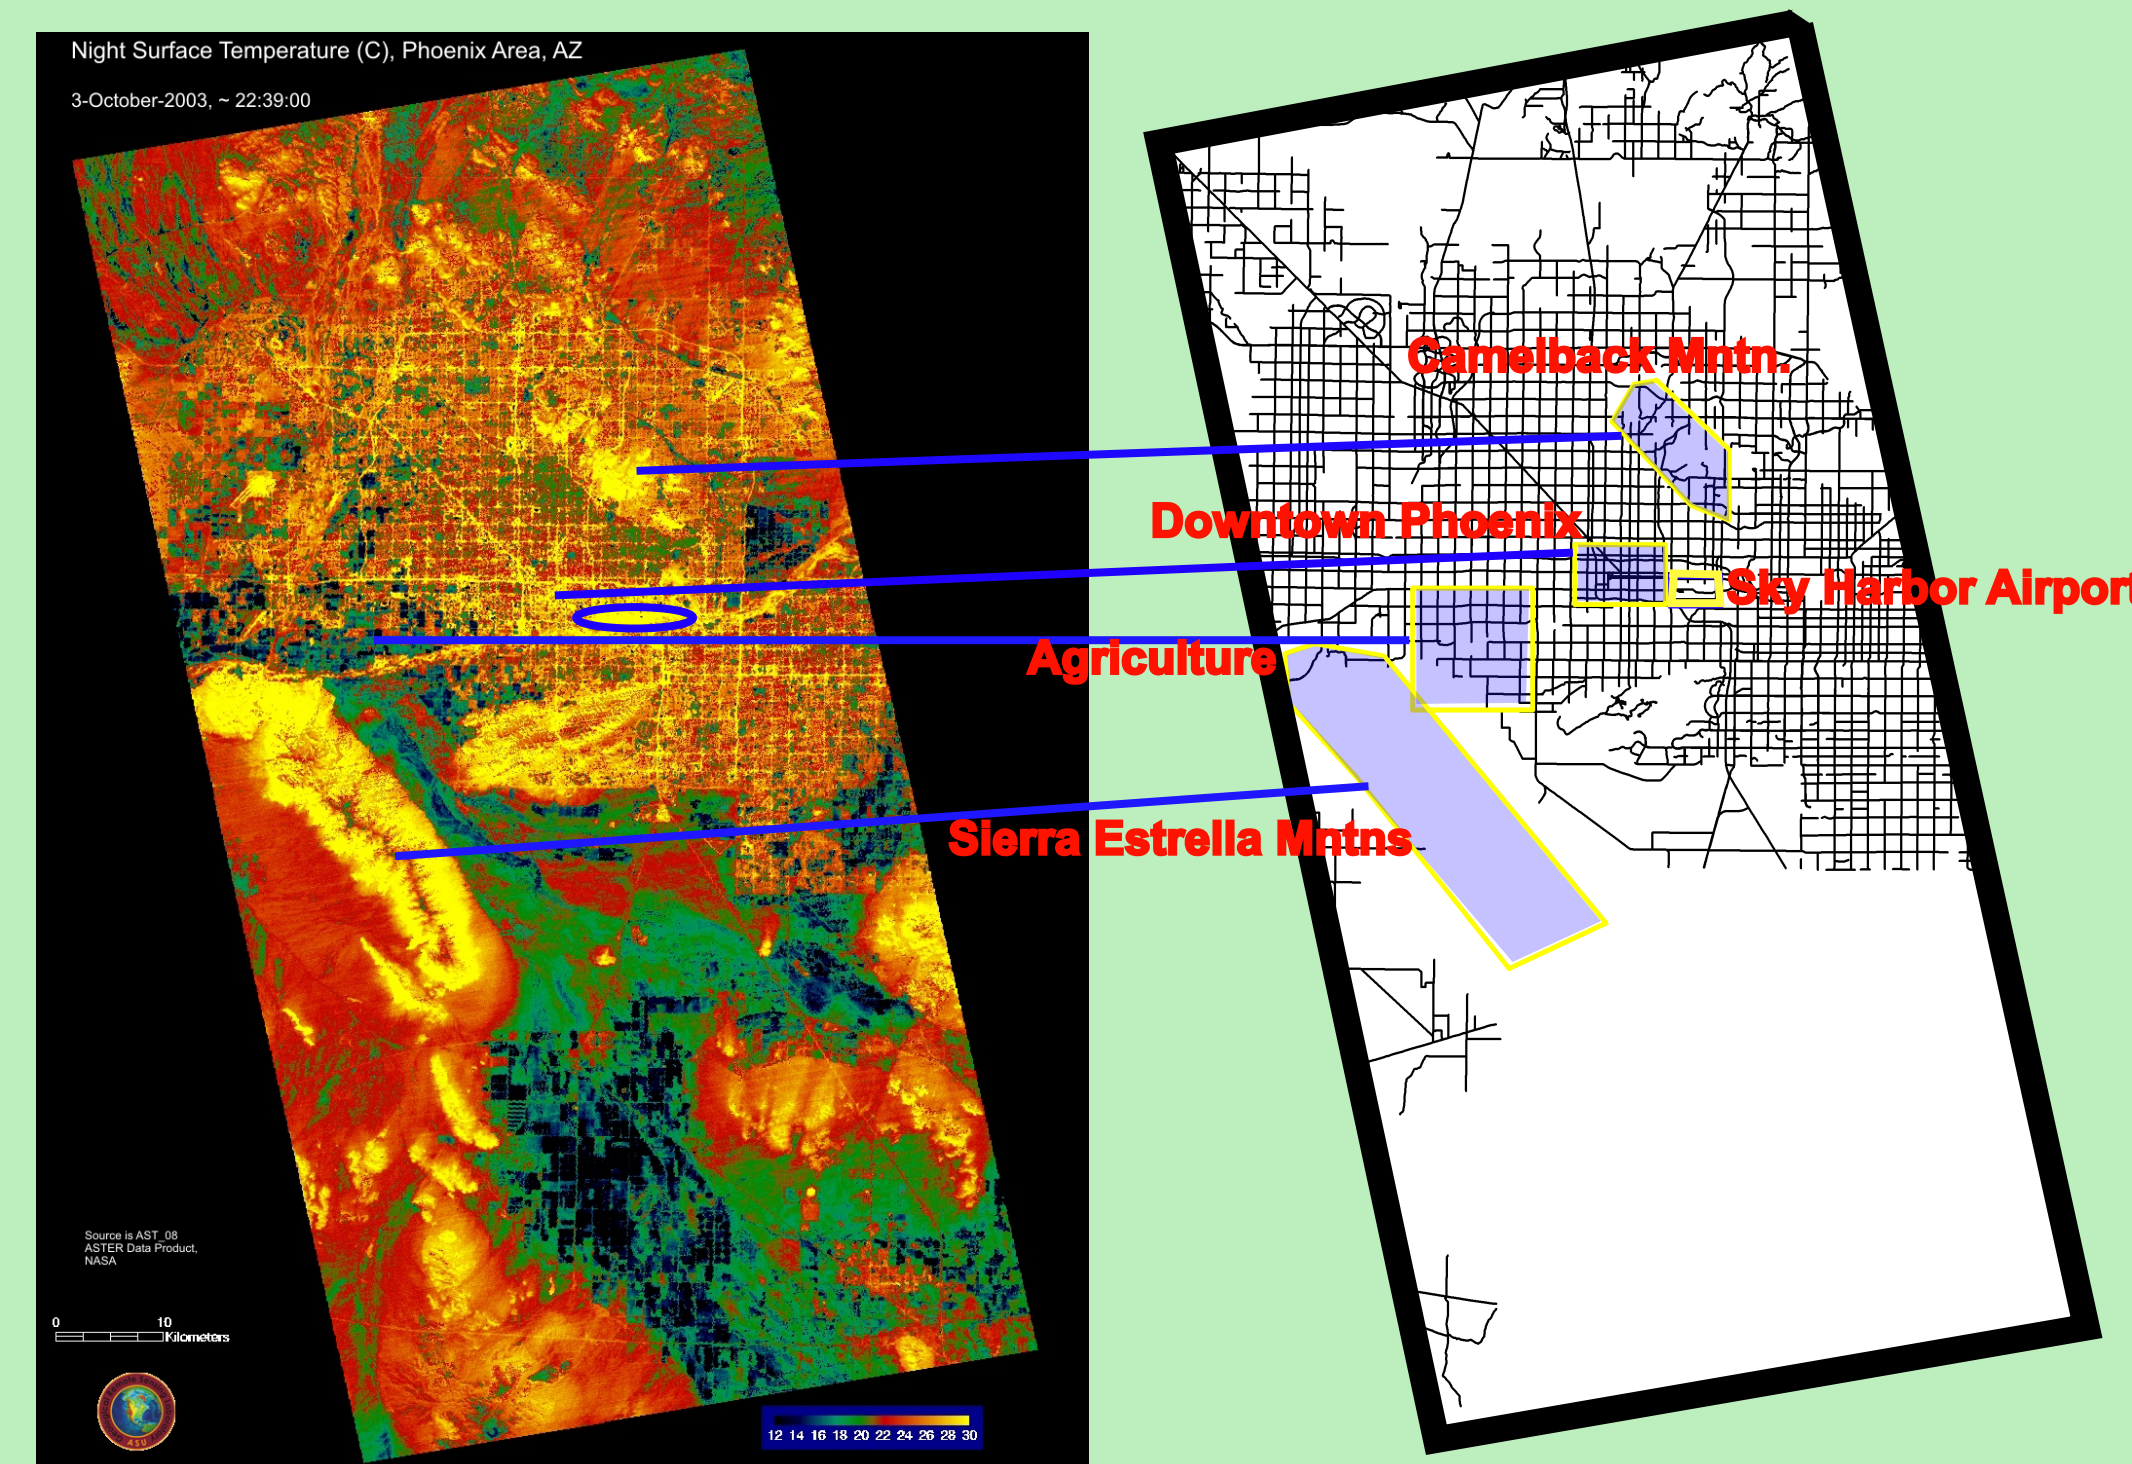 Night Surface Temperature (C), Phoenix Area, AZ
3-October-2003, ~ 22:39:00
Camelback Mntn.
Downtown Phoenix
Sky Harbor Airport
Agriculture
Sierra Estrella Mntns
Source is AST_08
ASTER Data Product,
NASA
0 10
Kilometers
ASU
12 14 16 18 20 22 24 26 28 30